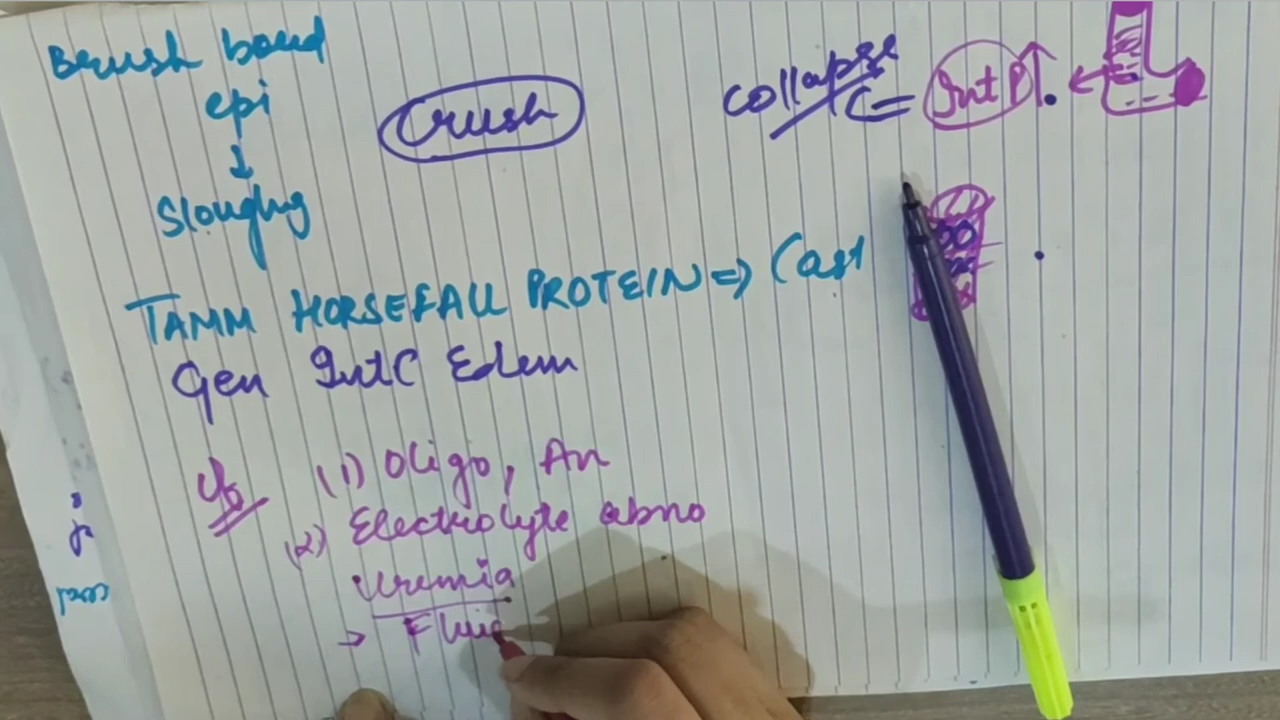 Brush bord
epi
↓
Sloughg
Crush
collapse <= Int P↑. ←
TAMM HORSEFALL PROTEIN => Cast
Gen IntC Edem
(1) Oligo, An
(2) Electrolyte abno
Uremia
→ Flui